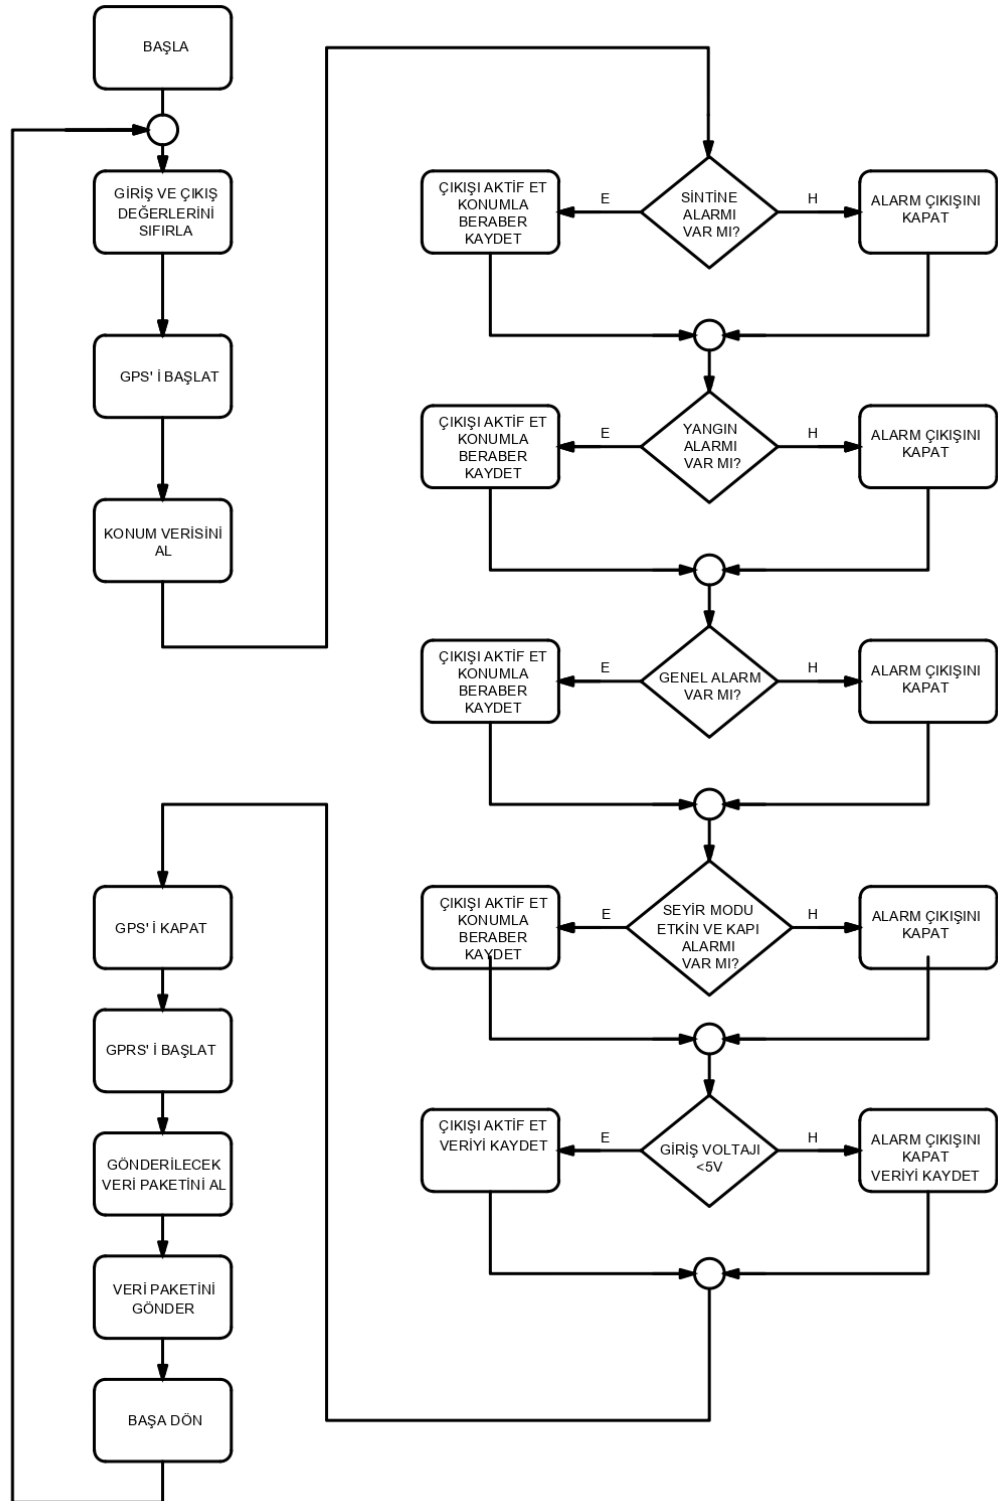 BAŞLA
GİRİŞ VE ÇIKIŞ
DEĞERLERİNİ
SIFIRLA
GPS' İ BAŞLAT
KONUM VERİSİNİ
AL
SİNTİNE
ALARMI
VAR MI?
E
ÇIKIŞI AKTİF ET
KONUMLA
BERABER
KAYDET
H
ALARM ÇIKIŞINI
KAPAT
YANGIN
ALARMI
VAR MI?
E
ÇIKIŞI AKTİF ET
KONUMLA
BERABER
KAYDET
H
ALARM ÇIKIŞINI
KAPAT
GENEL ALARM
VAR MI?
E
ÇIKIŞI AKTİF ET
KONUMLA
BERABER
KAYDET
H
ALARM ÇIKIŞINI
KAPAT
SEYİR MODU
ETKİN VE KAPI
ALARMI
VAR MI?
E
ÇIKIŞI AKTİF ET
KONUMLA
BERABER
KAYDET
H
ALARM ÇIKIŞINI
KAPAT
GİRİŞ VOLTAJI
<5V
E
ÇIKIŞI AKTİF ET
VERİYİ KAYDET
H
ALARM ÇIKIŞINI
KAPAT
VERİYİ KAYDET
GPS' İ KAPAT
GPRS' İ BAŞLAT
GÖNDERİLECEK
VERİ PAKETİNİ AL
VERİ PAKETİNİ
GÖNDER
BAŞA DÖN